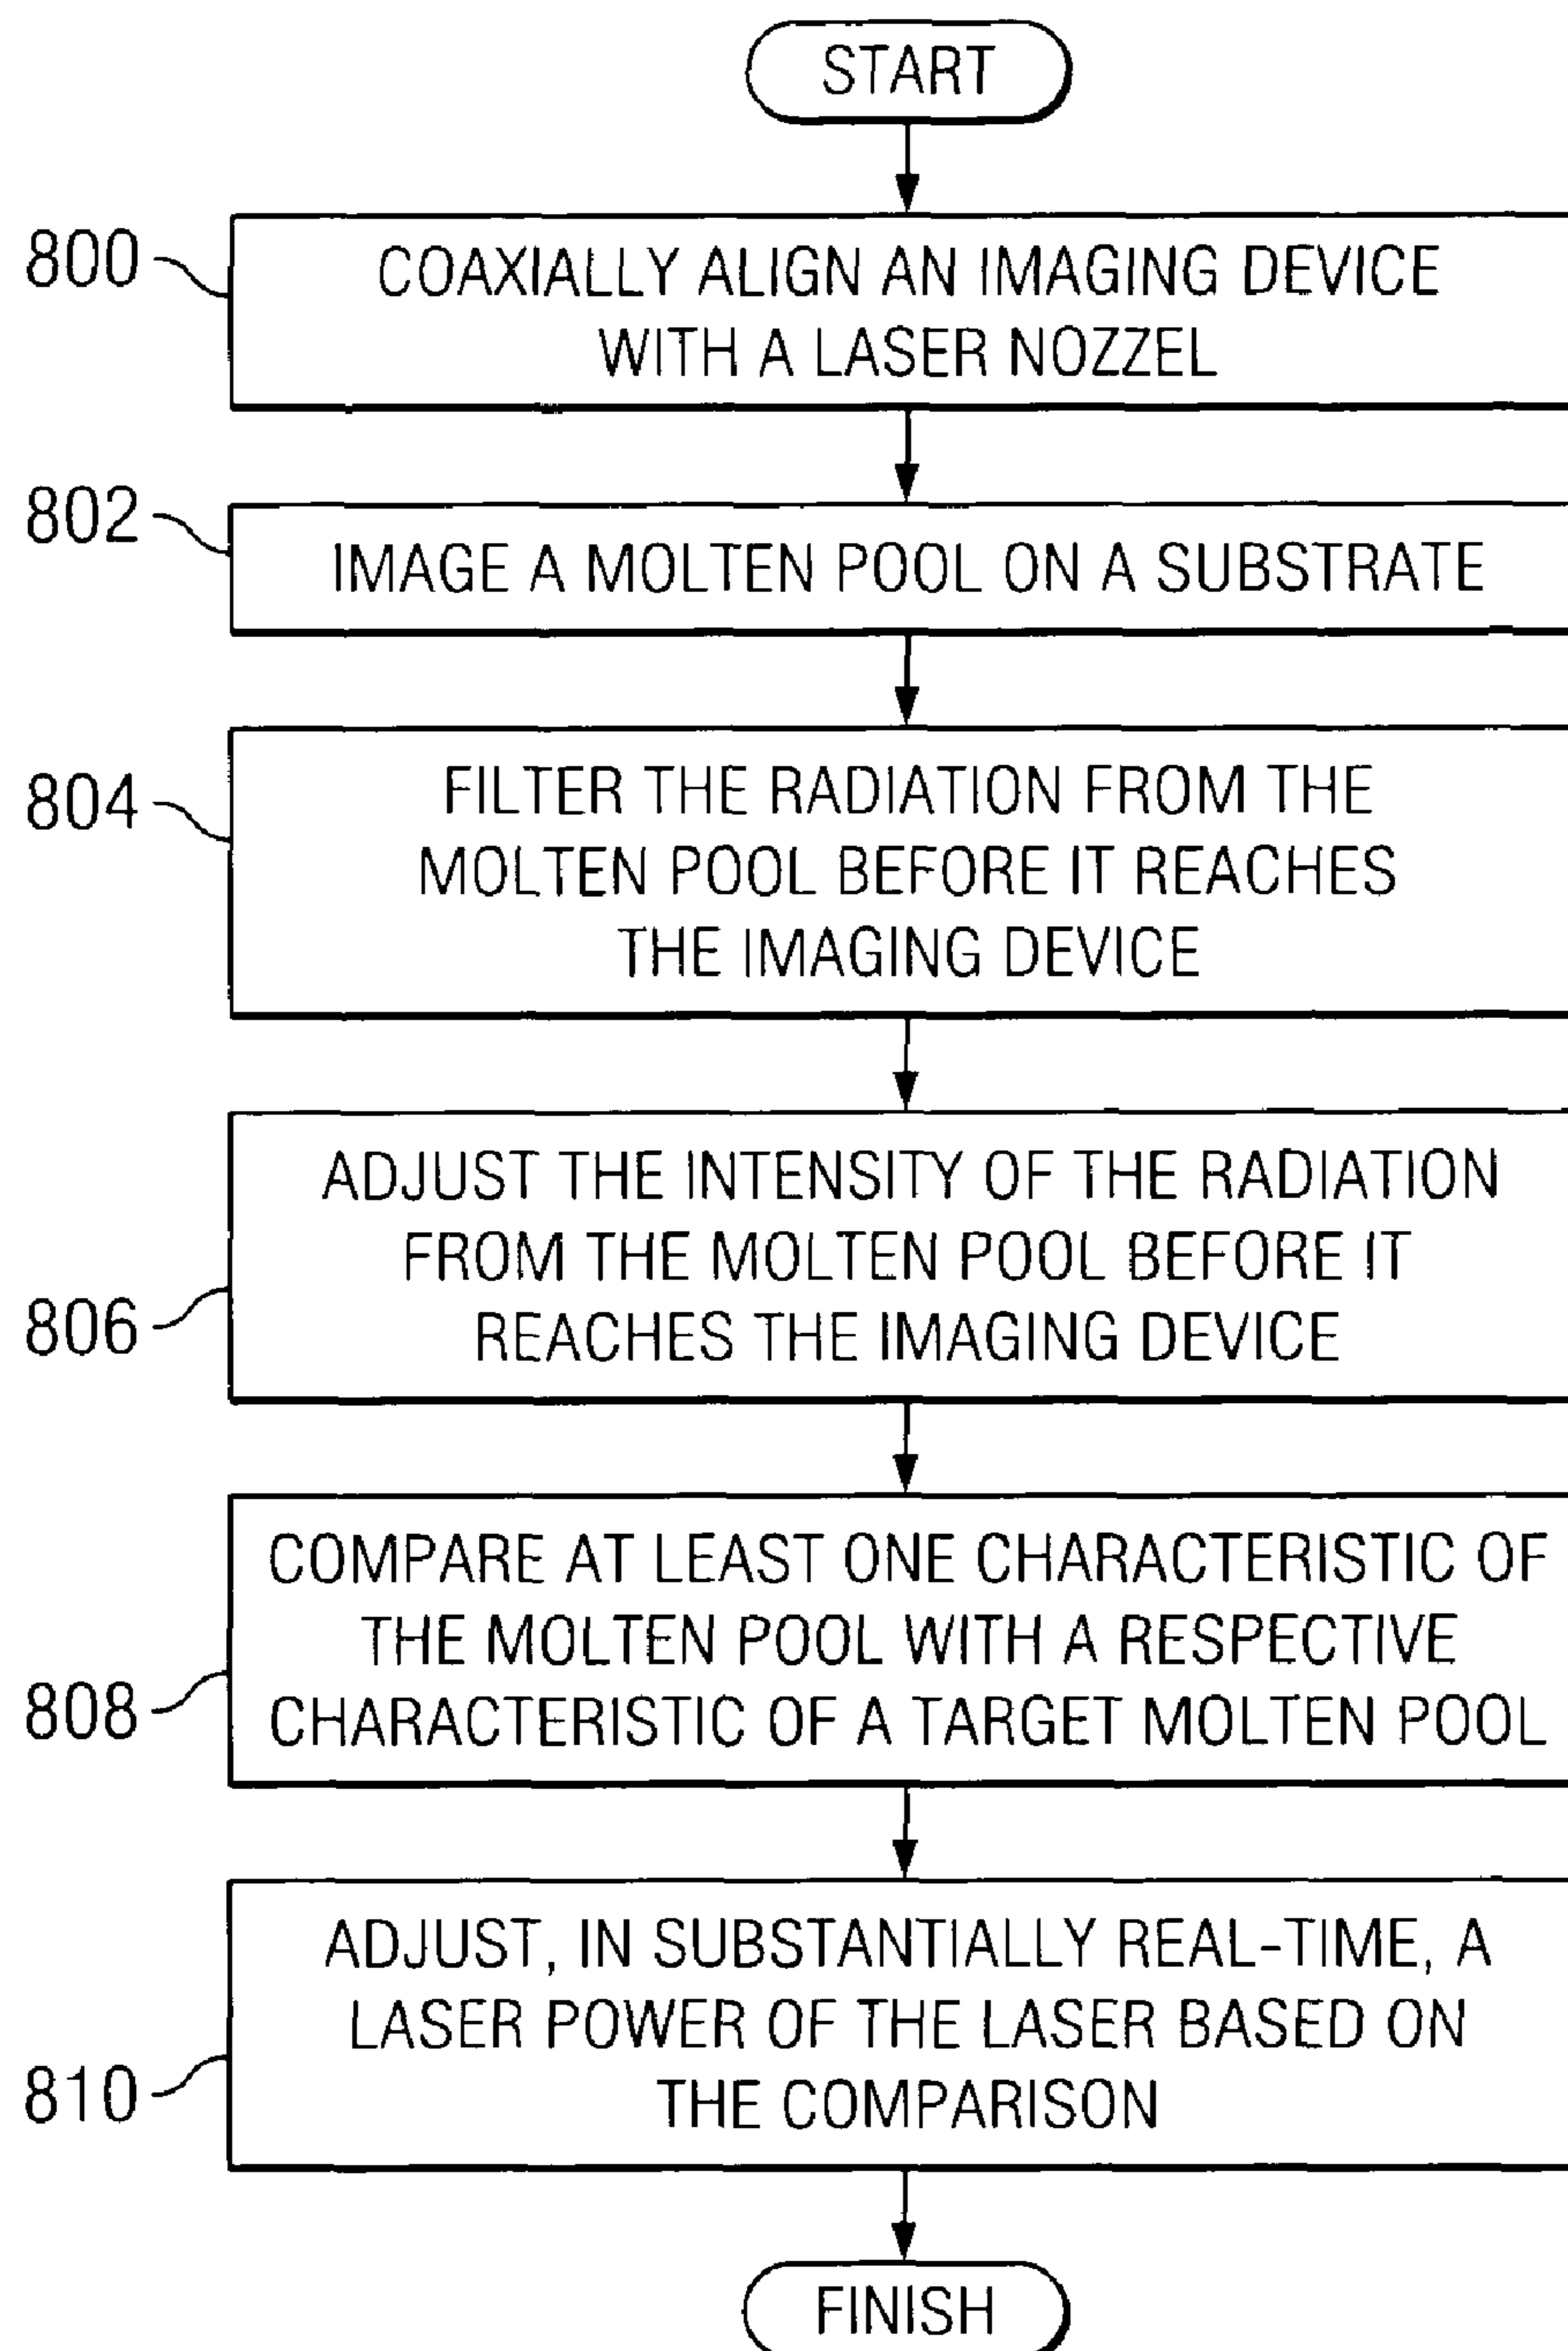 START
800
COAXIALLY ALIGN AN IMAGING DEVICE
WITH A LASER NOZZEL
802
IMAGE A MOLTEN POOL ON A SUBSTRATE
804
FILTER THE RADIATION FROM THE
MOLTEN POOL BEFORE IT REACHES
THE IMAGING DEVICE
806
ADJUST THE INTENSITY OF THE RADIATION
FROM THE MOLTEN POOL BEFORE IT
REACHES THE IMAGING DEVICE
808
COMPARE AT LEAST ONE CHARACTERISTIC OF
THE MOLTEN POOL WITH A RESPECTIVE
CHARACTERISTIC OF A TARGET MOLTEN POOL
810
ADJUST, IN SUBSTANTIALLY REAL-TIME, A
LASER POWER OF THE LASER BASED ON
THE COMPARISON
FINISH